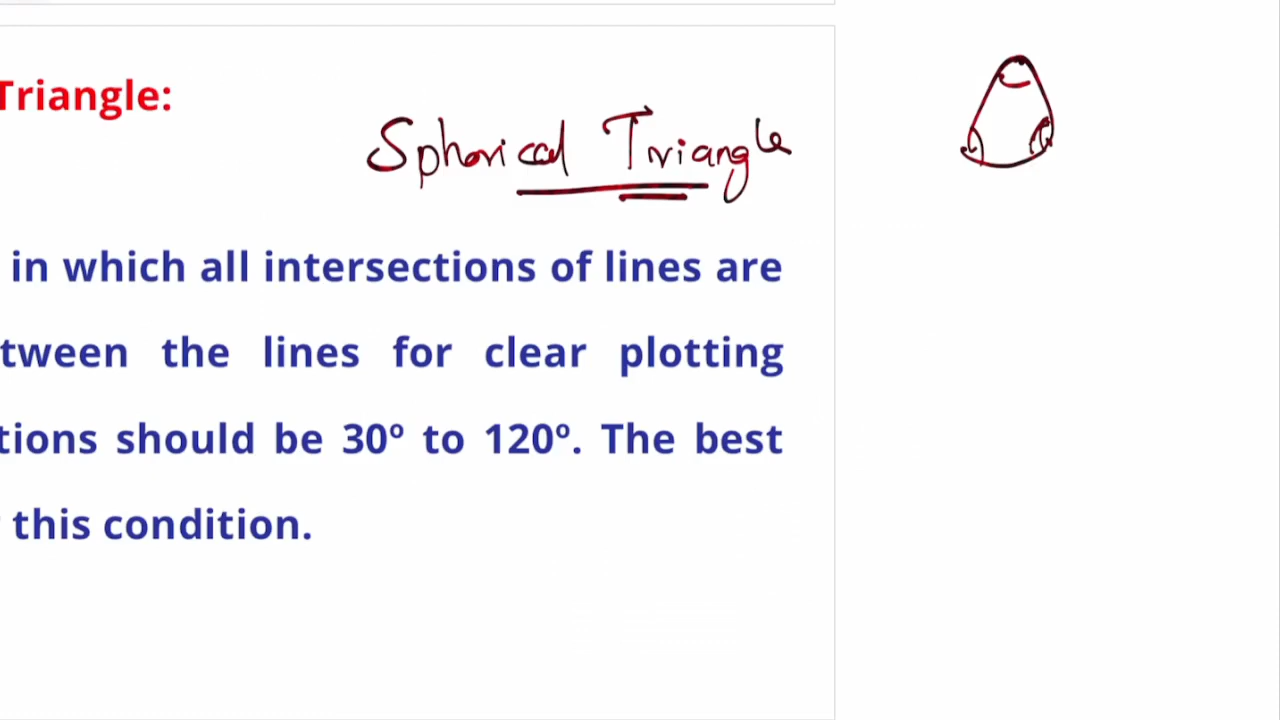 Triangle:
Spherical Triangle
in which all intersections of lines are
tween the lines for clear plotting
tions should be 30º to 120º. The best
this condition.